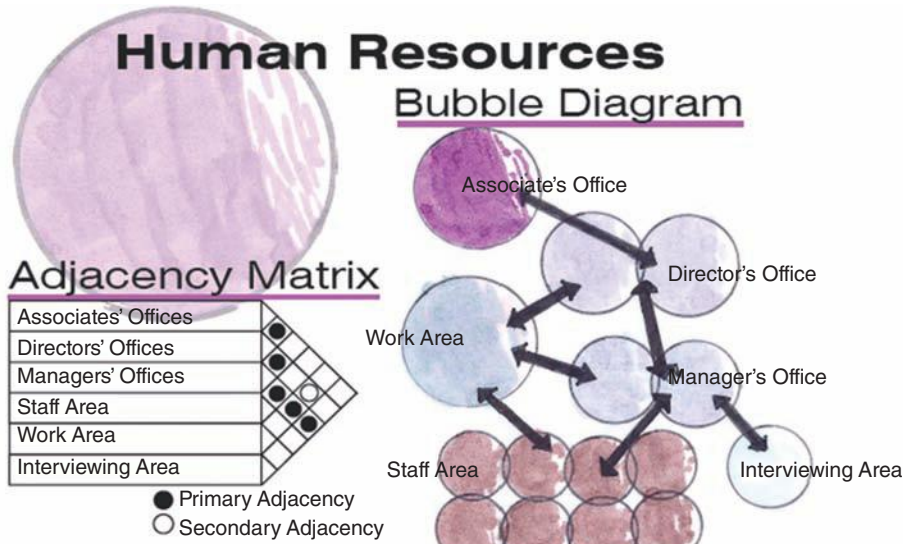 Human Resources
Bubble Diagram
Associate's Office
Director's Office
Adjacency Matrix
Associates' Offices
Directors' Offices
Managers' Offices
Staff Area
Work Area
Interviewing Area
Primary Adjacency
Secondary Adjacency
Work Area
Manager's Office
Staff Area
Interviewing Area